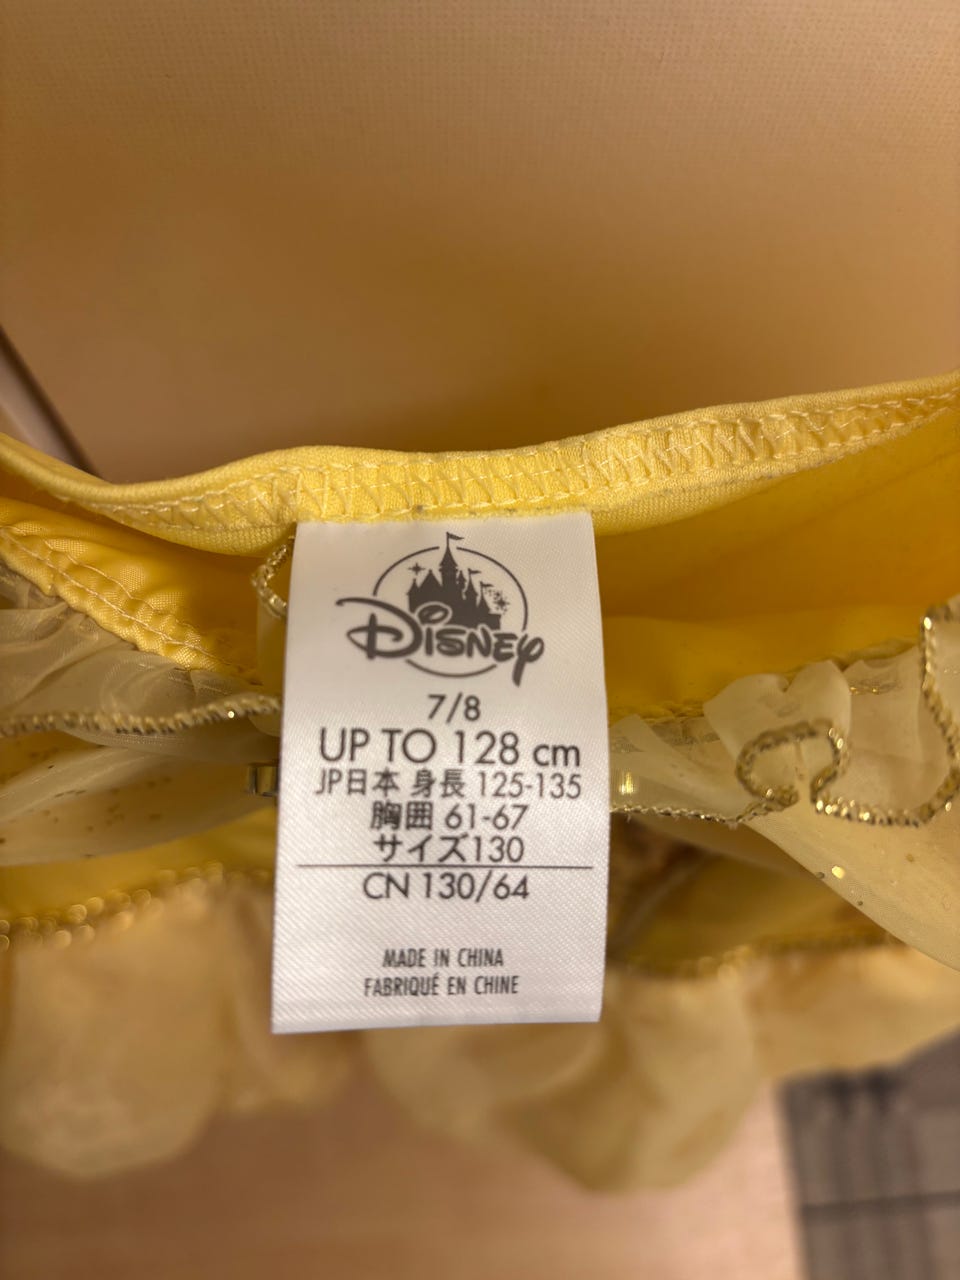 Disney
7/8
UP TO 128 cm
JP日本 身長 125-135
胸囲 61-67
サイズ130
CN 130/64
MADE IN CHINA
FABRIQUÉ EN CHINE